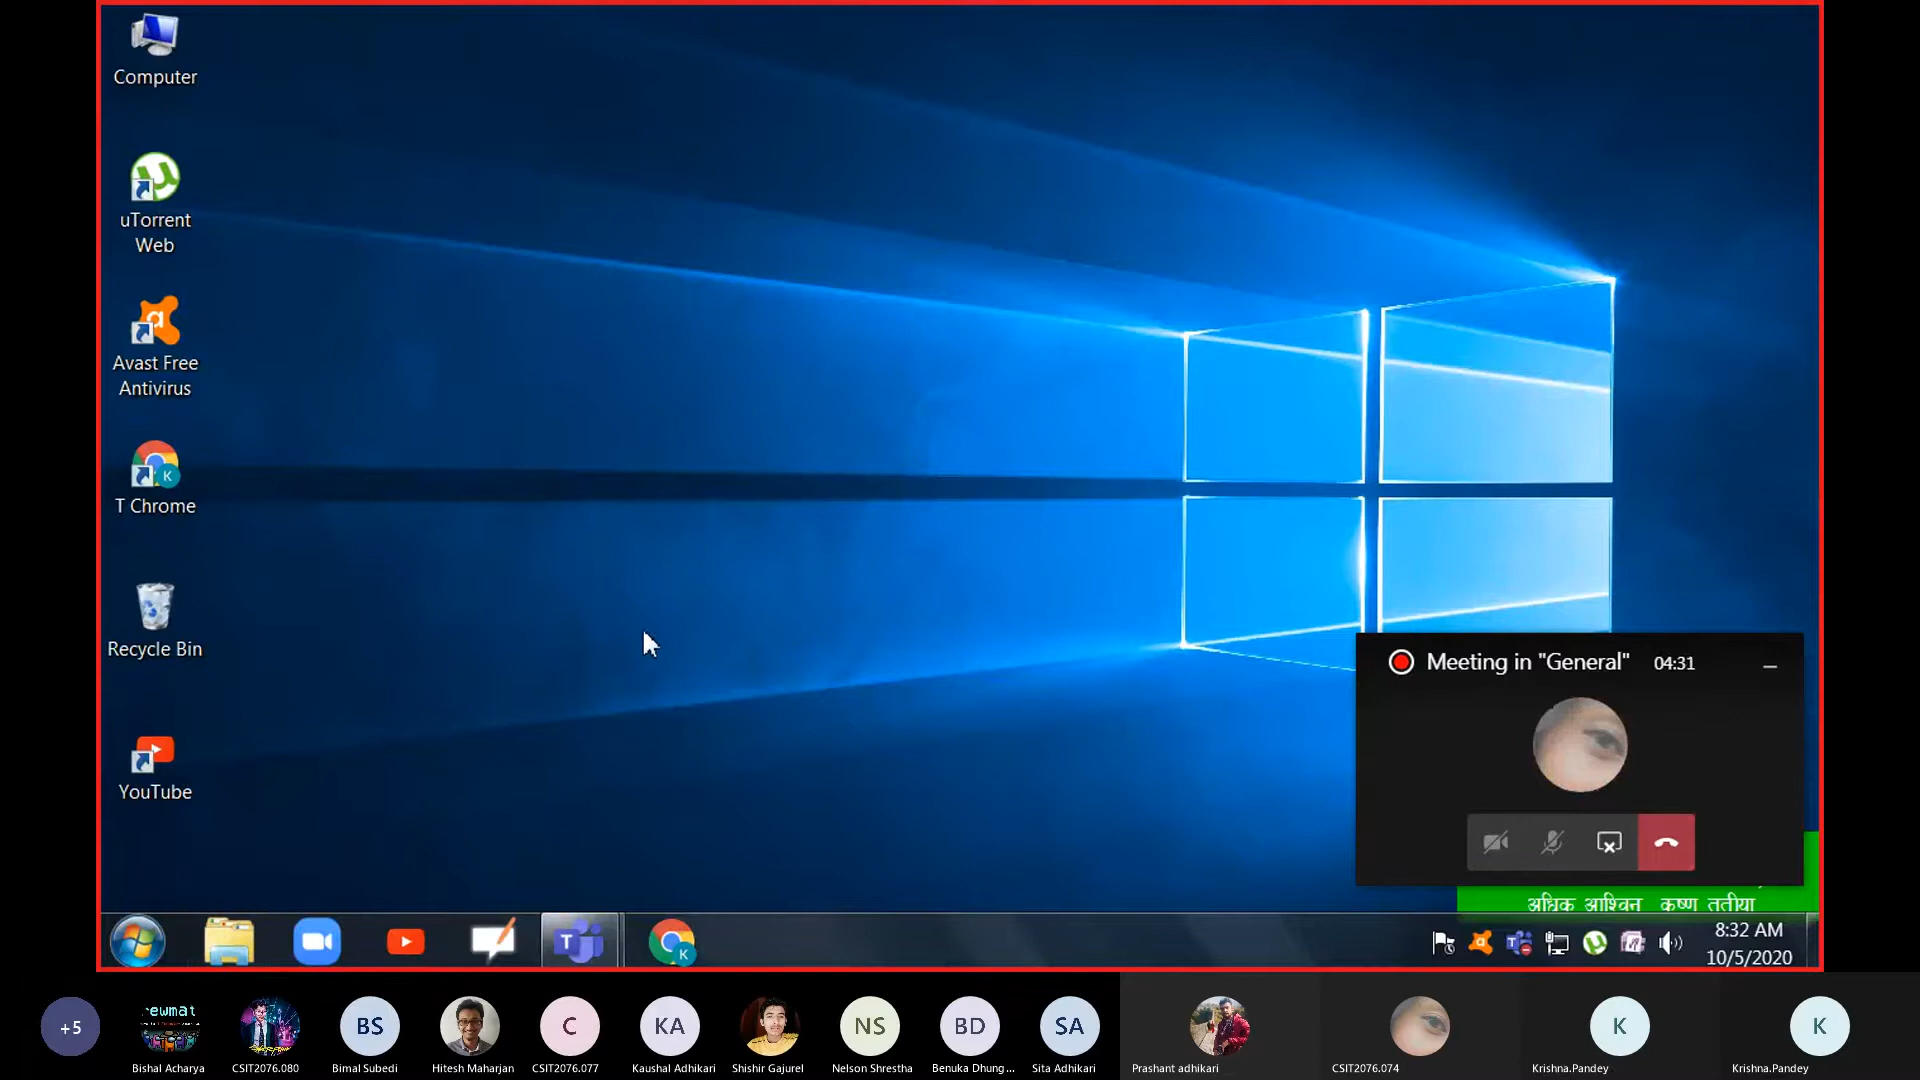 Computer
uTorrent
Web
Avast Free
Antivirus
T Chrome
Recycle Bin
YouTube
Meeting in "General" 04:31
अधिक आश्विन कृष्ण तृतीया
8:32 AM
10/5/2020
+5
BS
C
KA
NS
BD
SA
K
K
Bishal Acharya
CSIT2076.080
Bimal Subedi
Hitesh Maharjan
CSIT2076.077
Kaushal Adhikari
Shishir Gajurel
Nelson Shrestha
Benuka Dhung...
Sita Adhikari
Prashant adhikari
CSIT2076.074
Krishna.Pandey
Krishna.Pandey